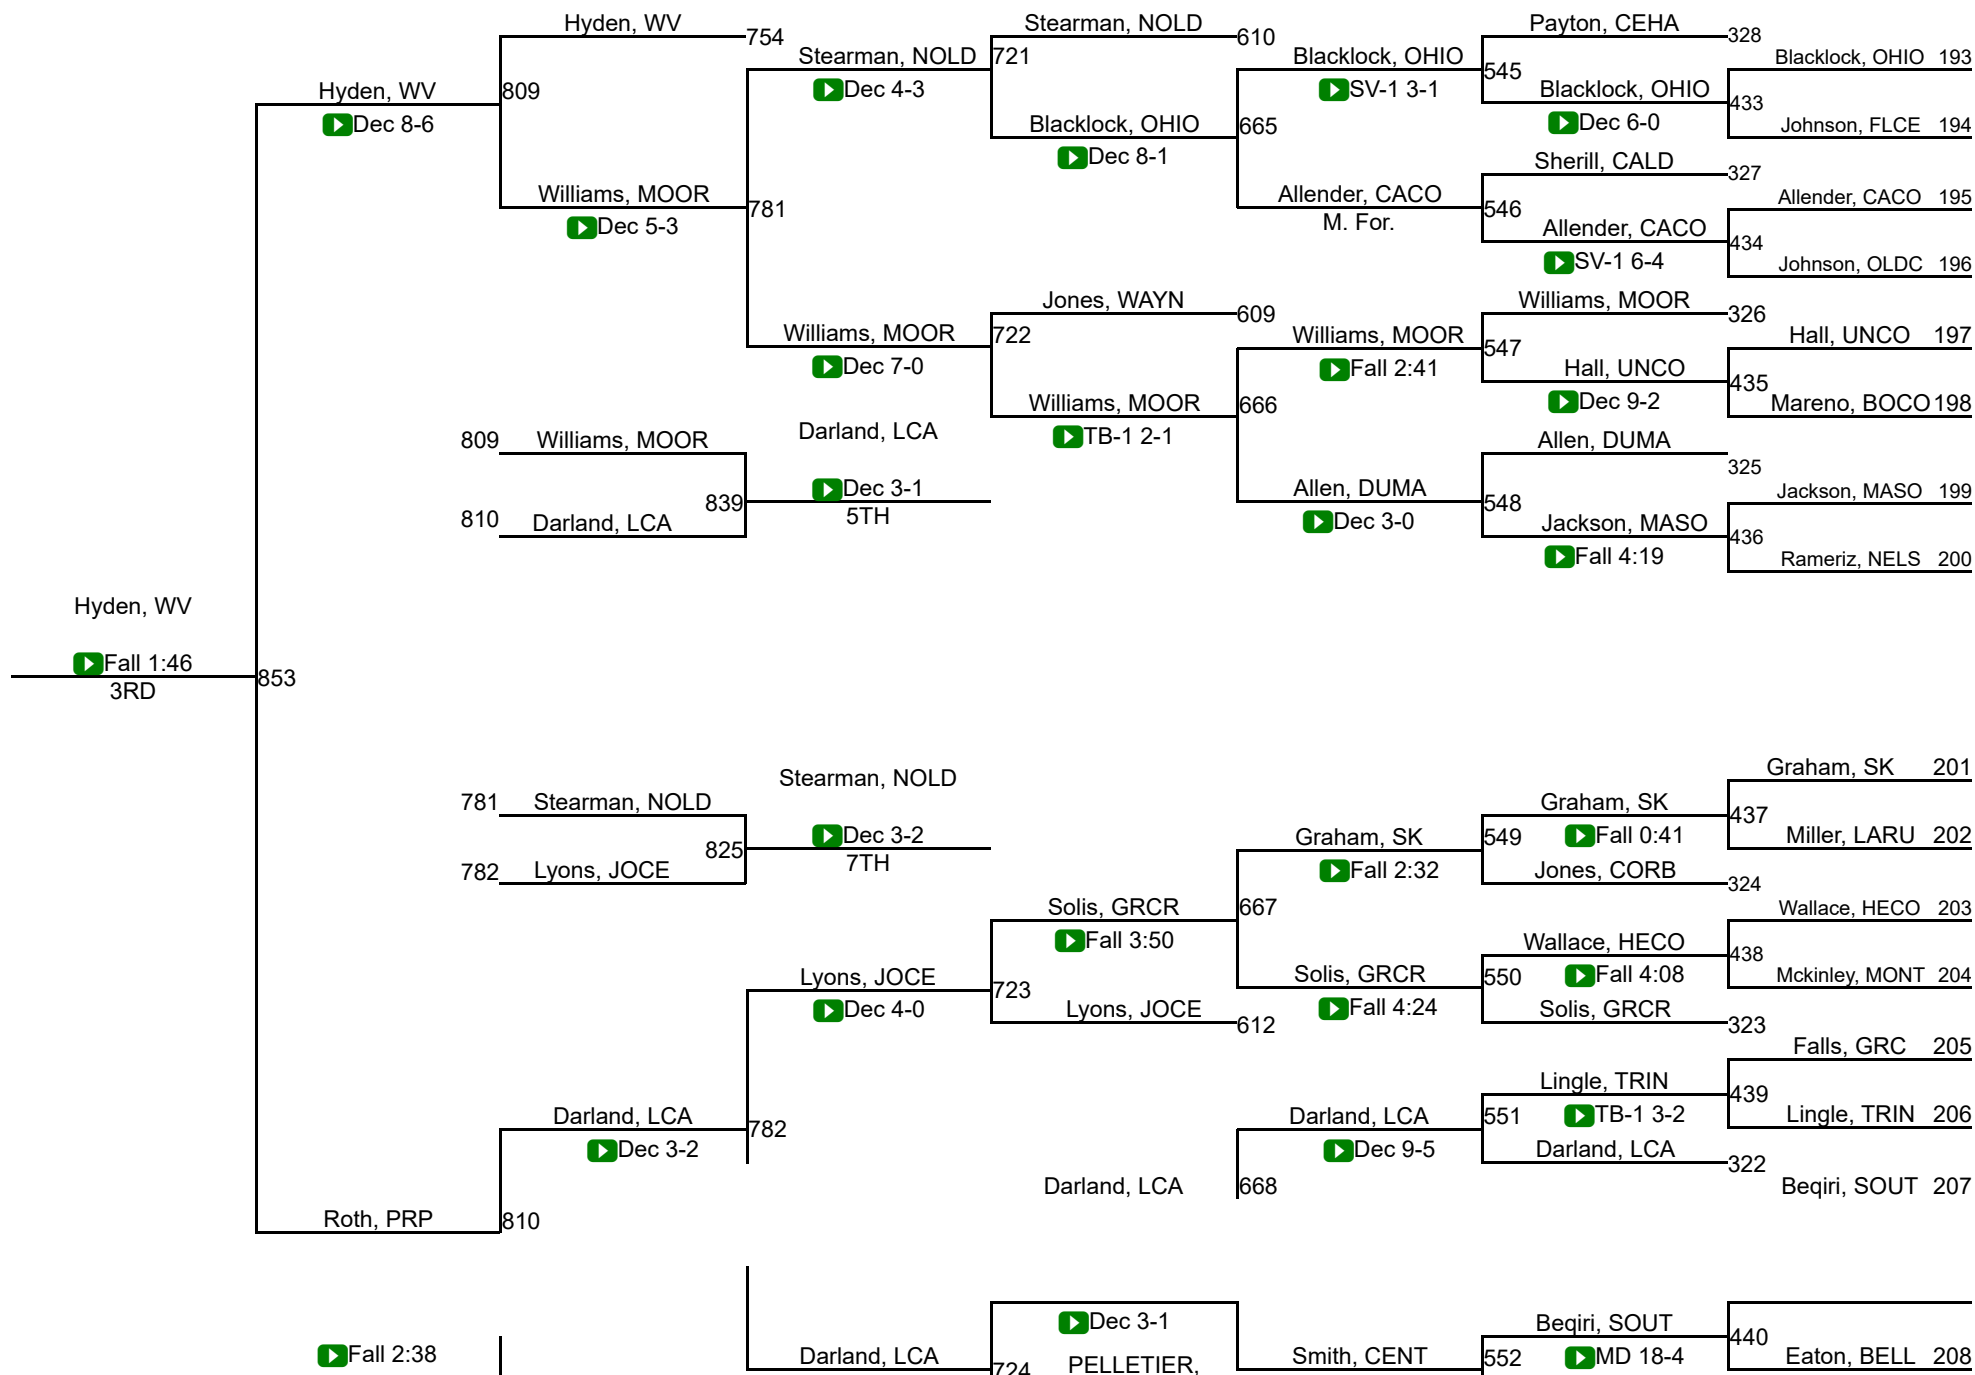 Hyden, WV
754
Stearman, NOLD
610
Payton, CEHA
328
Stearman, NOLD
721
Blacklock, OHIO
545
Blacklock, OHIO 193
Hyden, WV
809
Dec 4-3
SV-1 3-1
Blacklock, OHIO
433
Dec 8-6
Blacklock, OHIO
665
Dec 6-0
Johnson, FLCE 194
Dec 8-1
Sherill, CALD
327
Williams, MOOR
781
Allender, CACO
546
Allender, CACO 195
Dec 5-3
M. For.
Allender, CACO
434
SV-1 6-4
Johnson, OLDC 196
Jones, WAYN
609
Williams, MOOR
326
Williams, MOOR
722
Williams, MOOR
547
Hall, UNCO 197
Dec 7-0
Fall 2:41
Hall, UNCO
435
Williams, MOOR
666
Dec 9-2
Mareno, BOCO 198
809 Williams, MOOR
Darland, LCA
TB-1 2-1
Allen, DUMA
325
Dec 3-1
Allen, DUMA
548
Jackson, MASO 199
839
5TH
Dec 3-0
810 Darland, LCA
Jackson, MASO
436
Fall 4:19
Rameriz, NELS 200
Hyden, WV
Fall 1:46
853
3RD
Stearman, NOLD
Graham, SK 201
781 Stearman, NOLD
Graham, SK
437
825
Dec 3-2
Graham, SK
549
Fall 0:41
Miller, LARU 202
7TH
782 Lyons, JOCE
Fall 2:32
Jones, CORB
324
Solis, GRCR
667
Wallace, HECO 203
Fall 3:50
Wallace, HECO
438
Lyons, JOCE
723
Solis, GRCR
550
Fall 4:08
Mckinley, MONT 204
Dec 4-0
Lyons, JOCE
612
Fall 4:24
Solis, GRCR
323
Falls, GRC 205
Lingle, TRIN
439
Darland, LCA
782
Darland, LCA
551
TB-1 3-2
Lingle, TRIN 206
Dec 3-2
Dec 9-5
Darland, LCA
322
Darland, LCA
668
Beqiri, SOUT 207
Roth, PRP
810
Dec 3-1
Beqiri, SOUT
440
Fall 2:38
Darland, LCA
724
PELLETIER,
Smith, CENT
552
MD 18-4
Eaton, BELL 208